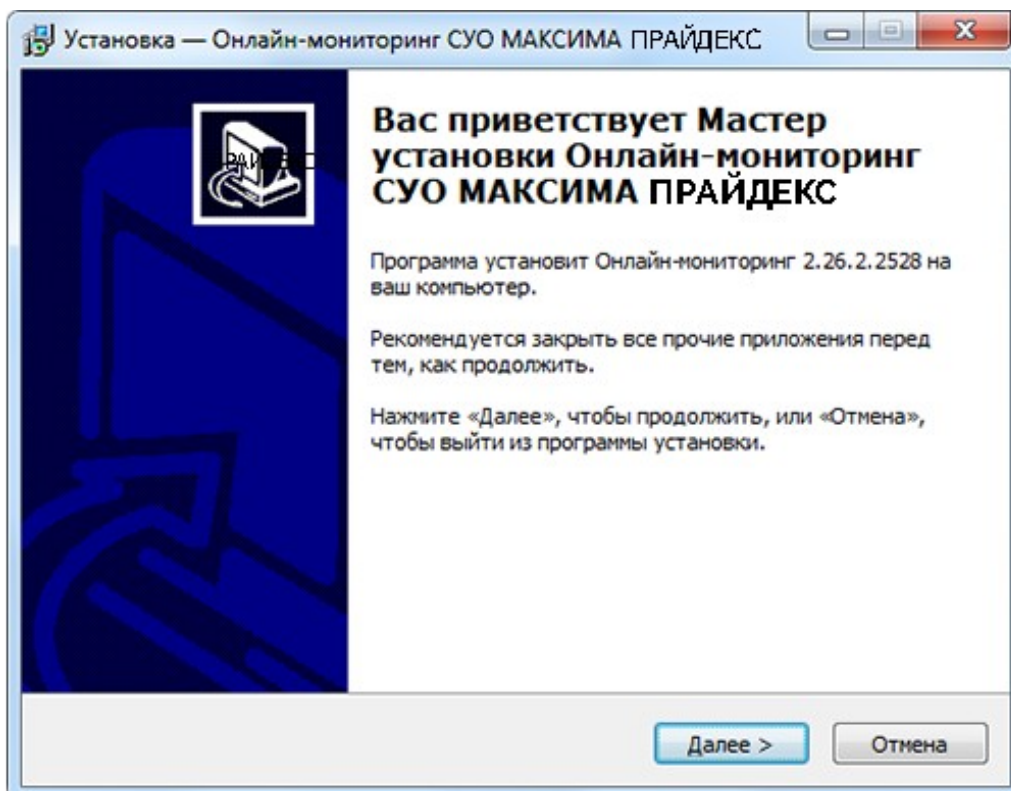 Установка — Онлайн-мониторинг СУО МАКСИМА ПРАЙДЕКС
Вас приветствует Мастер
установки Онлайн-мониторинг
СУО МАКСИМА ПРАЙДЕКС
Программа установит Онлайн-мониторинг 2.26.2.2528 на
ваш компьютер.
Рекомендуется закрыть все прочие приложения перед
тем, как продолжить.
Нажмите «Далее», чтобы продолжить, или «Отмена»,
чтобы выйти из программы установки.
Далее >
Отмена